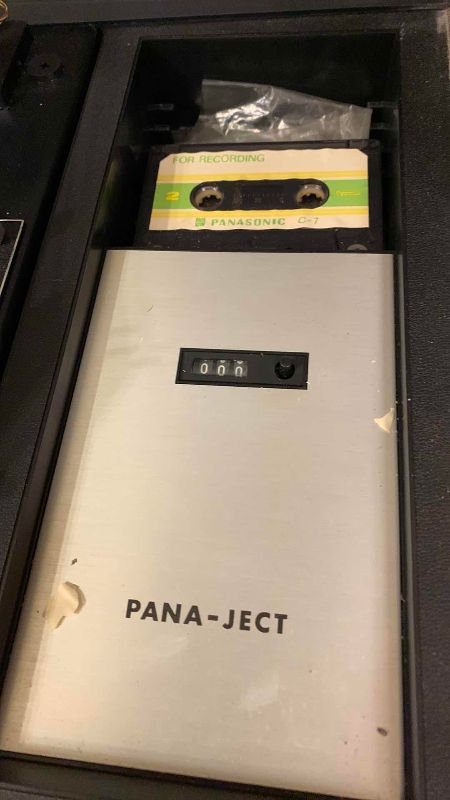 FOR RECORDING
2
PANASONIC C-7
000
PANA-JECT